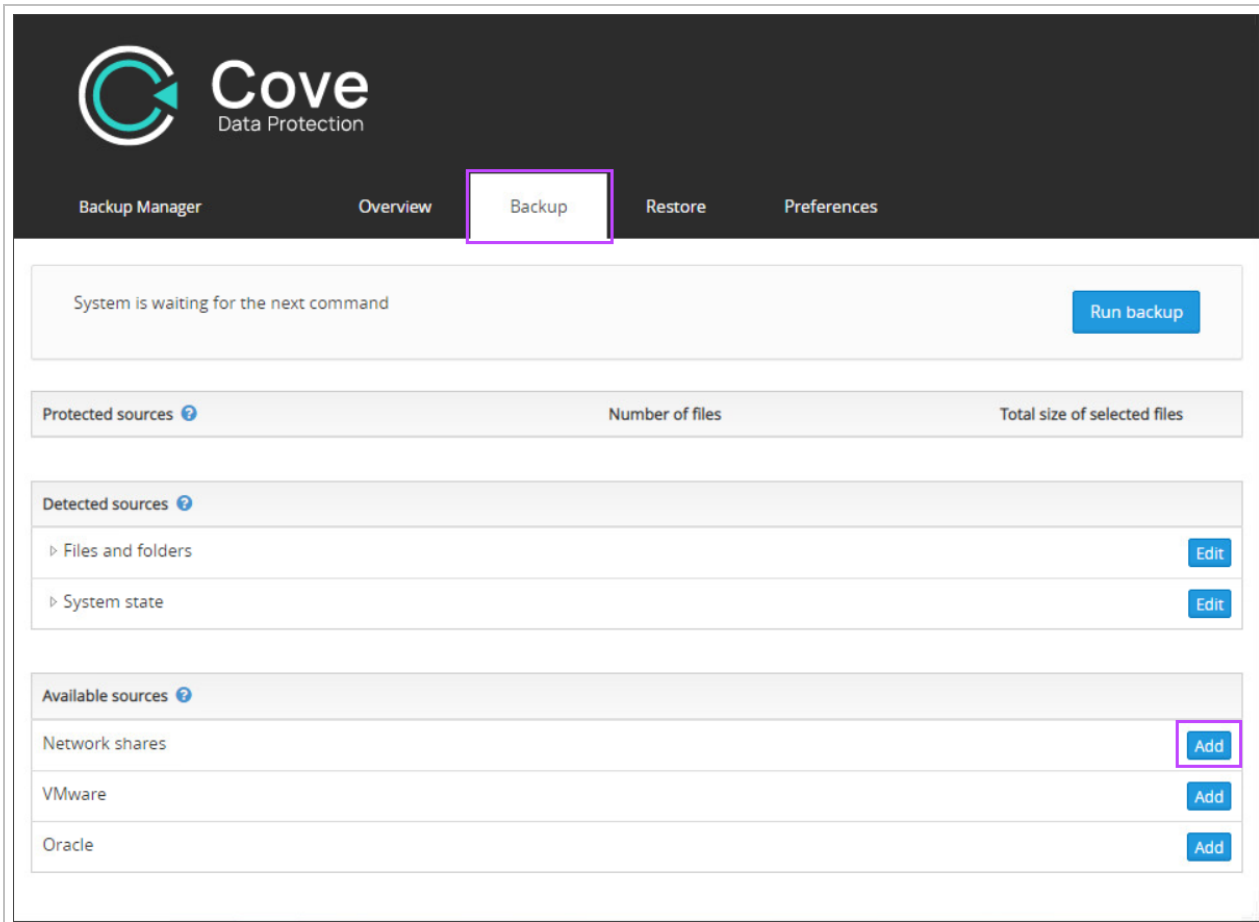 Cove
Data Protection
Backup Manager Overview Backup Restore Preferences
System is waiting for the next command
Run backup
Protected sources ? Number of files Total size of selected files
Detected sources ?
Files and folders Edit
System state Edit
Available sources ?
Network shares Add
VMware Add
Oracle Add